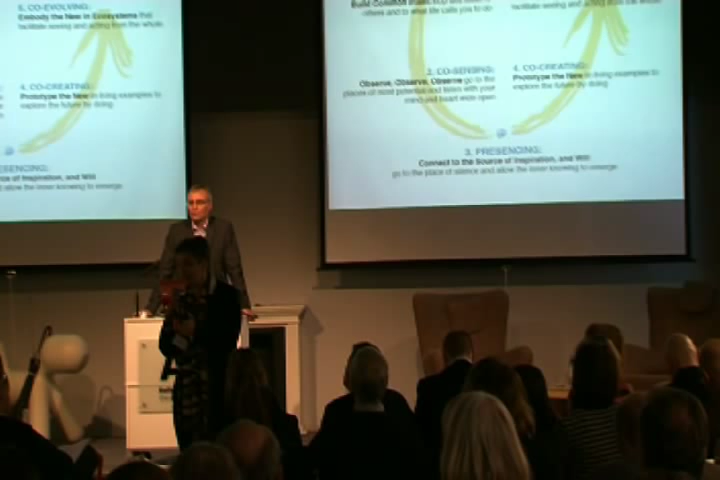 5. CO-EVOLVING:
Embody the New in Ecosystems that
facilitate seeing and acting from the whole
4. CO-CREATING:
Prototype the New in living examples to
explore the future by doing
of Inspiration, and Will
allow the inner knowing to emerge
others and to what life calls you to do
facilitate seeing and acting from the whole
2. CO-SENSING:
Observe, Observe, Observe go to the
places of most potential and listen with your
mind and heart wide open
4. CO-CREATING:
Prototype the New in living examples to
explore the future by doing
3. PRESENCING:
Connect to the Source of Inspiration, and Will
go to the place of silence and allow the inner knowing to emerge